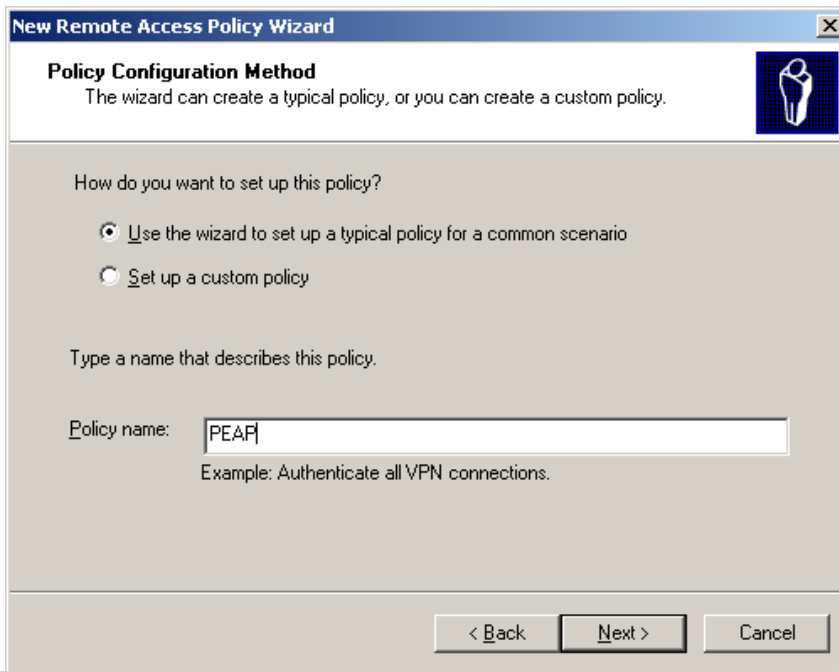 New Remote Access Policy Wizard
Policy Configuration Method
The wizard can create a typical policy, or you can create a custom policy.
How do you want to set up this policy?
Use the wizard to set up a typical policy for a common scenario
Set up a custom policy
Type a name that describes this policy.
Policy name: PEAP
Example: Authenticate all VPN connections.
< Back Next > Cancel